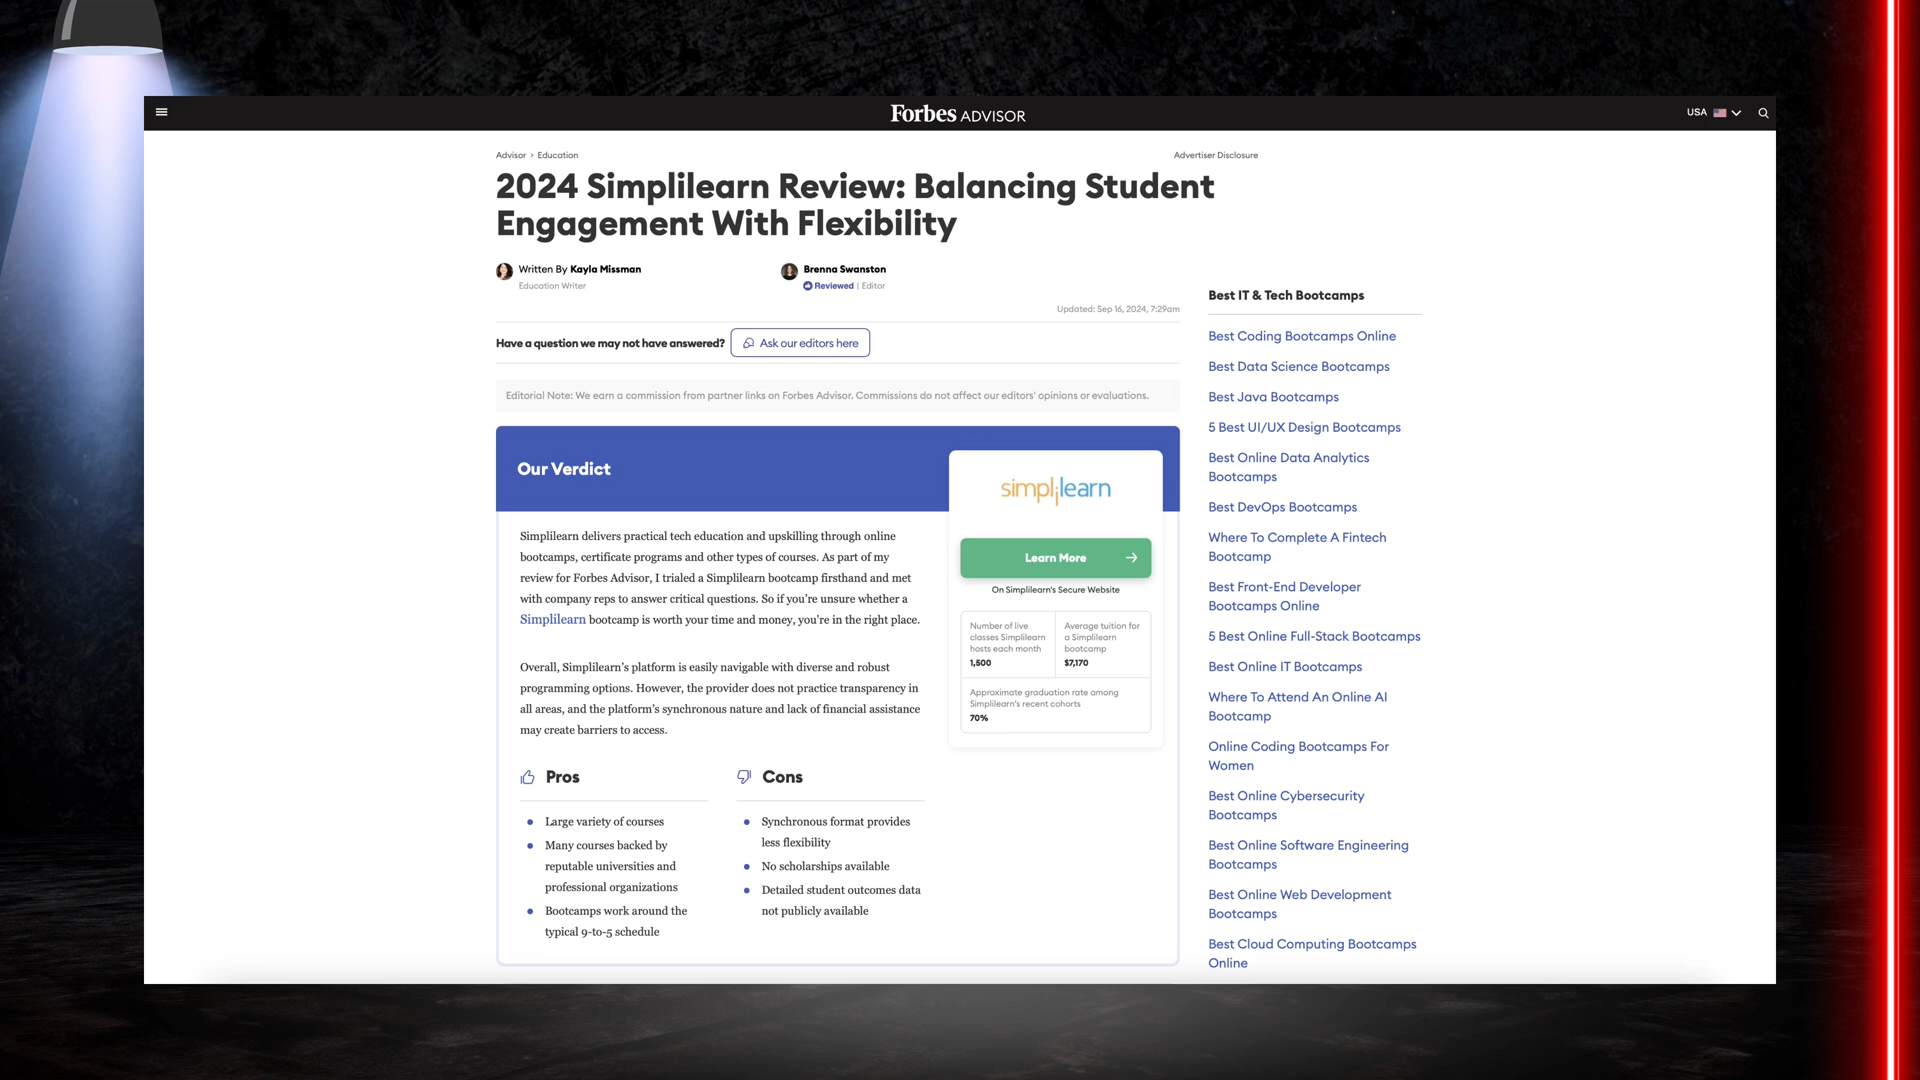 Forbes ADVISOR
USA
Advisor > Education
Advertiser Disclosure
2024 Simplilearn Review: Balancing Student
Engagement With Flexibility
Written By Kayla Missman
Education Writer
Brenna Swanston
Reviewed | Editor
Updated: Sep 16, 2024, 7:29am
Have a question we may not have answered?
Ask our editors here
Editorial Note: We earn a commission from partner links on Forbes Advisor. Commissions do not affect our editors' opinions or evaluations.
Our Verdict
Simplilearn delivers practical tech education and upskilling through online
bootcamps, certificate programs and other types of courses. As part of my
review for Forbes Advisor, I trialed a Simplilearn bootcamp firsthand and met
with company reps to answer critical questions. So if you’re unsure whether a
Simplilearn bootcamp is worth your time and money, you’re in the right place.
Overall, Simplilearn’s platform is easily navigable with diverse and robust
programming options. However, the provider does not practice transparency in
all areas, and the platform’s synchronous nature and lack of financial assistance
may create barriers to access.
Pros
Large variety of courses
Many courses backed by
reputable universities and
professional organizations
Bootcamps work around the
typical 9-to-5 schedule
Cons
Synchronous format provides
less flexibility
No scholarships available
Detailed student outcomes data
not publicly available
simplilearn
Learn More
On Simplilearn's Secure Website
Number of live
classes Simplilearn
hosts each month
1,500
Average tuition for
a Simplilearn
bootcamp
$7,170
Approximate graduation rate among
Simplilearn's recent cohorts
70%
Best IT & Tech Bootcamps
Best Coding Bootcamps Online
Best Data Science Bootcamps
Best Java Bootcamps
5 Best UI/UX Design Bootcamps
Best Online Data Analytics
Bootcamps
Best DevOps Bootcamps
Where To Complete A Fintech
Bootcamp
Best Front-End Developer
Bootcamps Online
5 Best Online Full-Stack Bootcamps
Best Online IT Bootcamps
Where To Attend An Online AI
Bootcamp
Online Coding Bootcamps For
Women
Best Online Cybersecurity
Bootcamps
Best Online Software Engineering
Bootcamps
Best Online Web Development
Bootcamps
Best Cloud Computing Bootcamps
Online